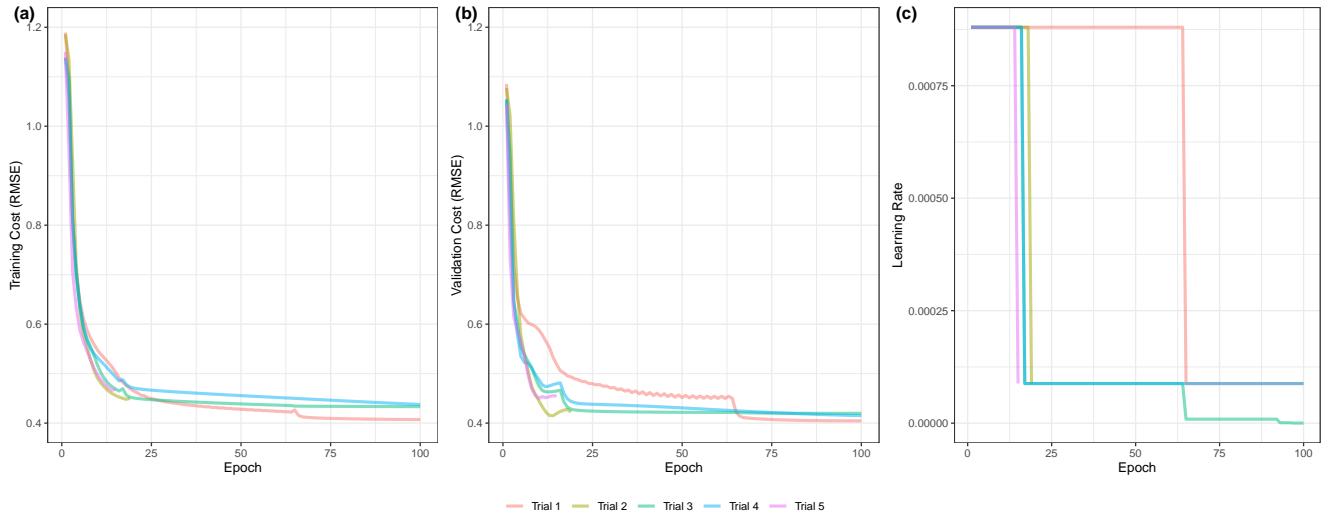 (a)
Training Cost (RMSE)
1.2
1.0
0.8
0.6
0.4
0
25
50
75
100
Epoch
(b)
Validation Cost (RMSE)
1.2
1.0
0.8
0.6
0.4
0
25
50
75
100
Epoch
(c)
Learning Rate
0.00075
0.00050
0.00025
0.00000
0
25
50
75
100
Epoch
Trial 1 Trial 2 Trial 3 Trial 4 Trial 5